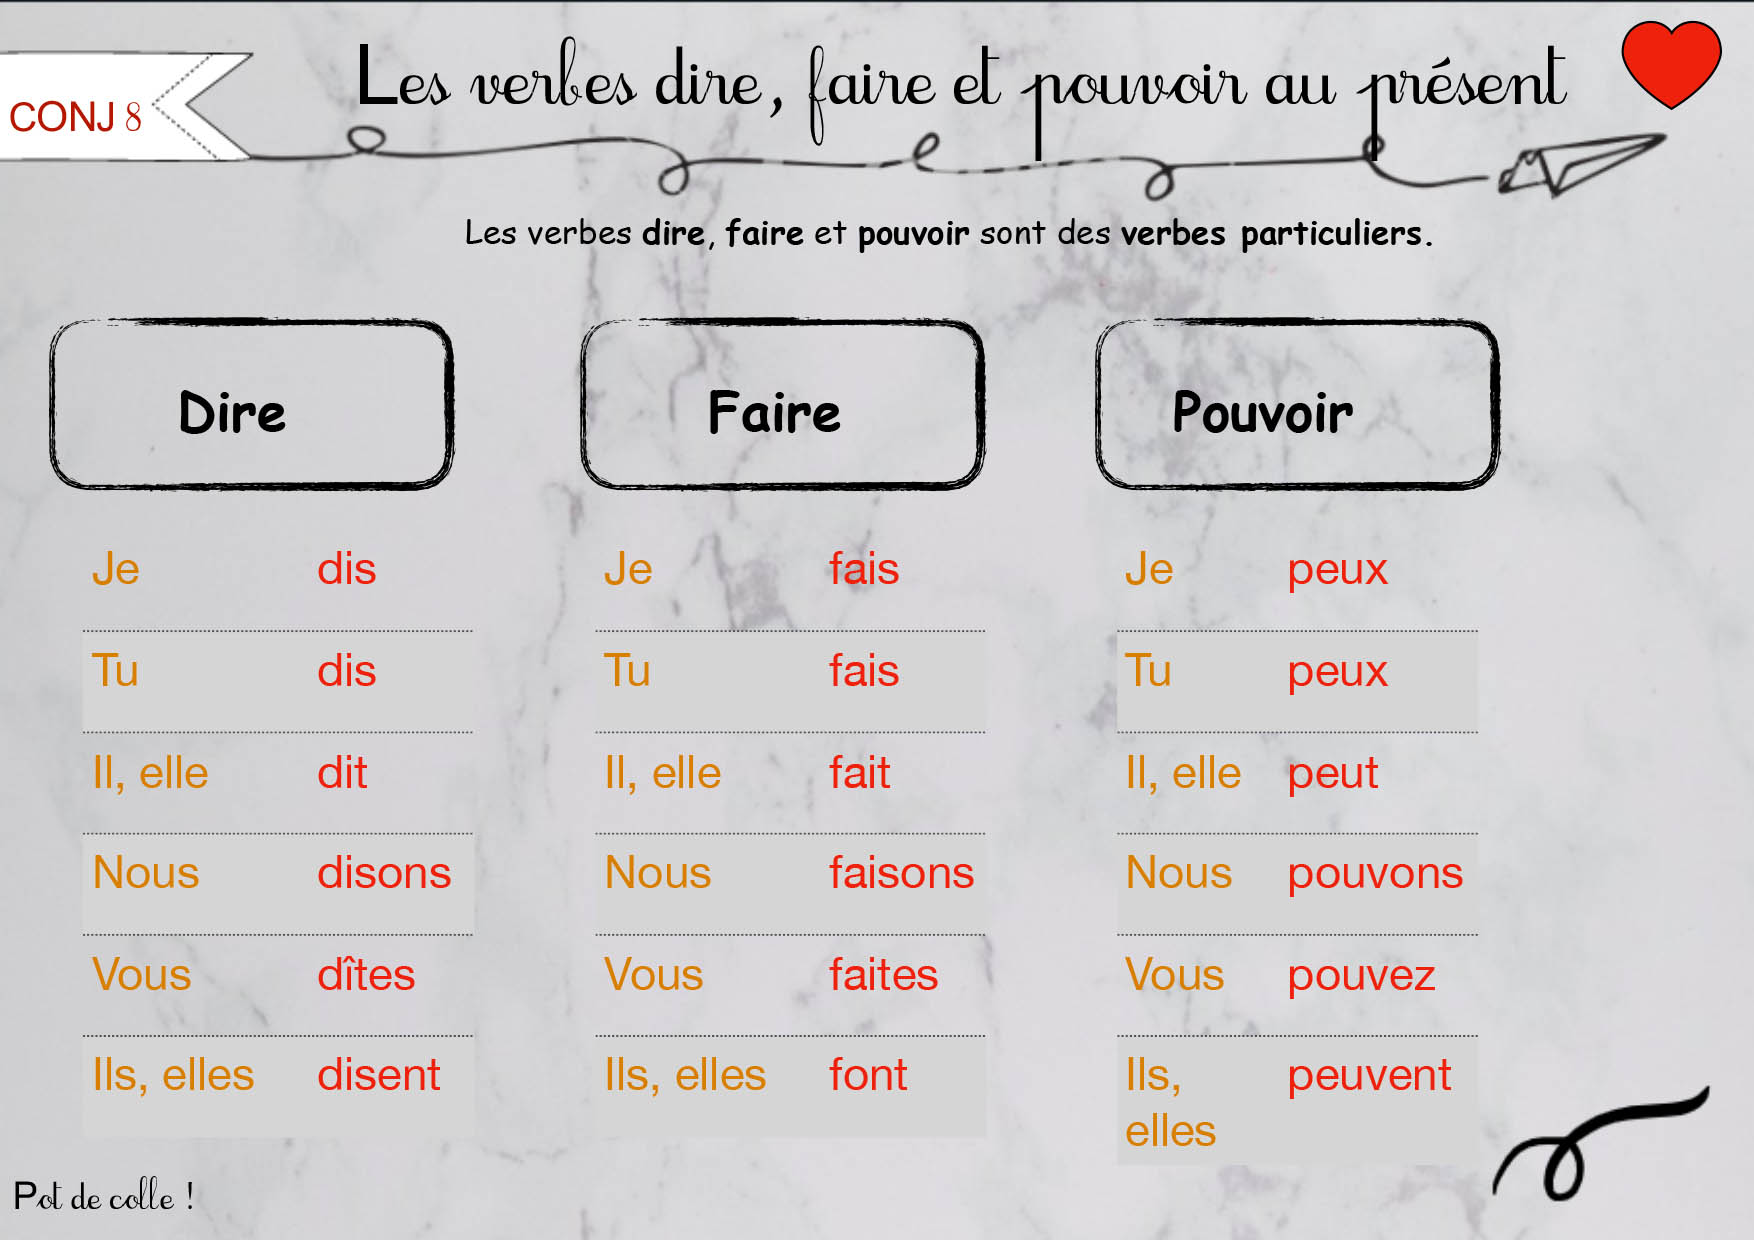 CONJ 8
Les verbes dire, faire et pouvoir au présent
Les verbes dire, faire et pouvoir sont des verbes particuliers.
Dire
Je dis
Tu dis
Il, elle dit
Nous disons
Vous dîtes
Ils, elles disent
Faire
Je fais
Tu fais
Il, elle fait
Nous faisons
Vous faites
Ils, elles font
Pouvoir
Je peux
Tu peux
Il, elle peut
Nous pouvons
Vous pouvez
Ils, peuvent
elles
Pot de colle !